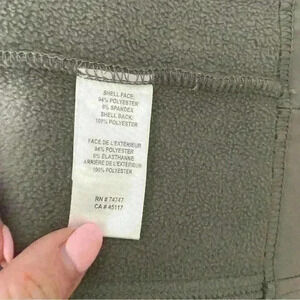 SHELL FACE:
94% POLYESTER
6% SPANDEX
SHELL BACK:
100% POLYESTER
FACE DE L'EXTÉRIEUR
94% POLYESTER
6% ÉLASTHANNE
ARRIÈRE DE L'EXTÉRIEUR
100% POLYESTER
RN # 74747
CA # 45117